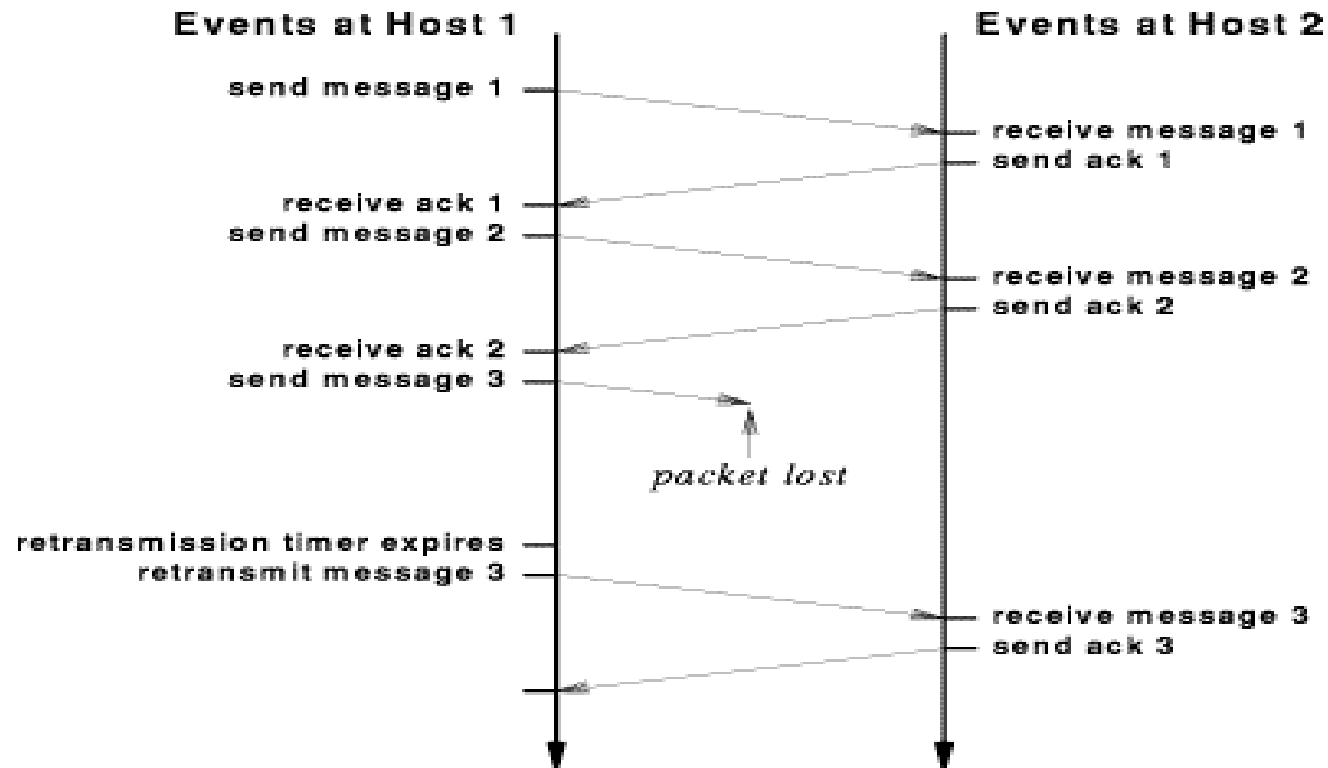 Events at Host 1
Events at Host 2
send message 1
receive message 1
send ack 1
receive ack 1
send message 2
receive message 2
send ack 2
receive ack 2
send message 3
packet lost
retransmission timer expires
retransmit message 3
receive message 3
send ack 3